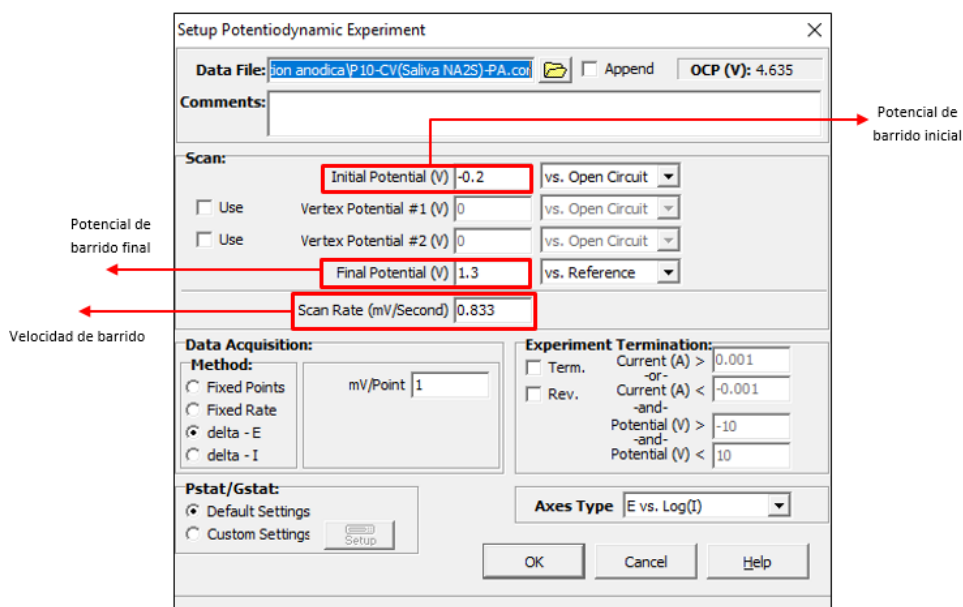 Setup Potentiodynamic Experiment
Data File: tion anodica\P10-CV(Saliva NA2S)-PA.cor Append OCP (V): 4.635
Comments:
Potencial de
barrido inicial
Scan:
Initial Potential (V) -0.2 vs. Open Circuit
Use Vertex Potential #1 (V) 0 vs. Open Circuit
Potencial de
barrido final
Use Vertex Potential #2 (V) 0 vs. Open Circuit
Final Potential (V) 1.3 vs. Reference
Scan Rate (mV/Second) 0.833
Velocidad de barrido
Data Acquisition:
Method:
Fixed Points
Fixed Rate
delta - E
delta - I
mV/Point 1
Experiment Termination:
Term. Current (A) > 0.001
-or-
Rev. Current (A) < -0.001
-and-
Potential (V) > -10
-and-
Potential (V) < 10
Pstat/Gstat:
Default Settings
Custom Settings Setup
Axes Type E vs. Log(I)
OK Cancel Help